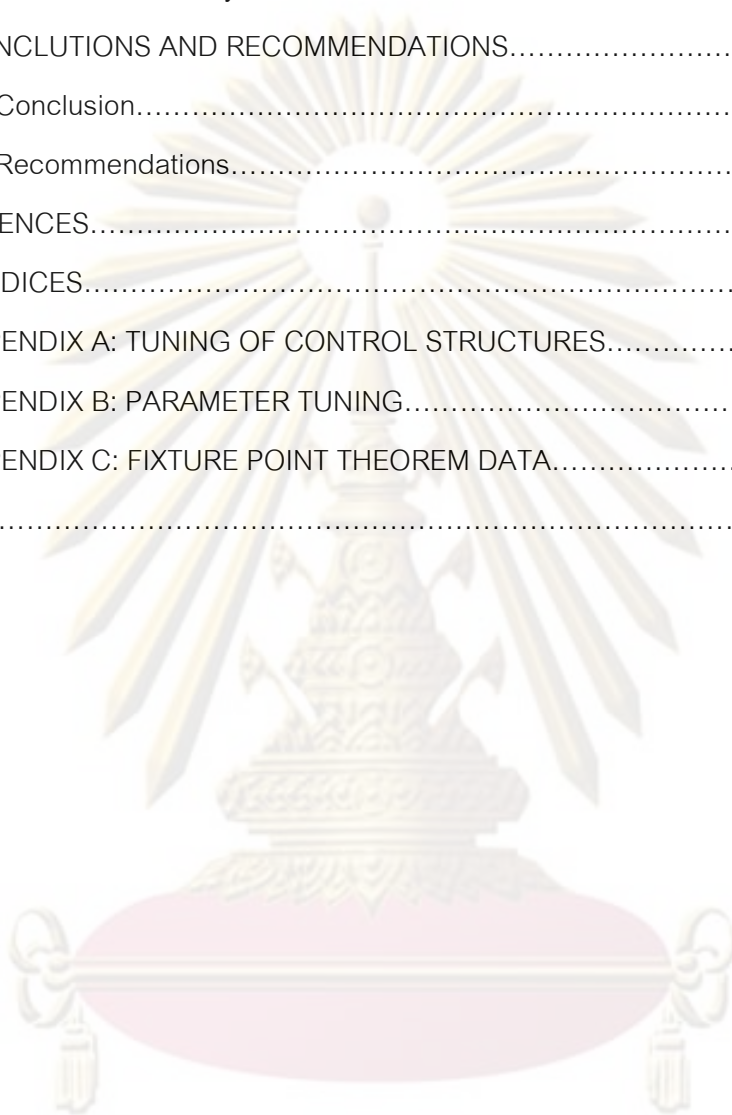 NCLUTIONS AND RECOMMENDATIONS……………………
Conclusion……………………………………………………
Recommendations……………………………………………
ENCES…………………………………………………………
DICES…………………………………………………………
ENDIX A: TUNING OF CONTROL STRUCTURES……………
ENDIX B: PARAMETER TUNING……………………………
ENDIX C: FIXTURE POINT THEOREM DATA…………………
…………………………………………………………………